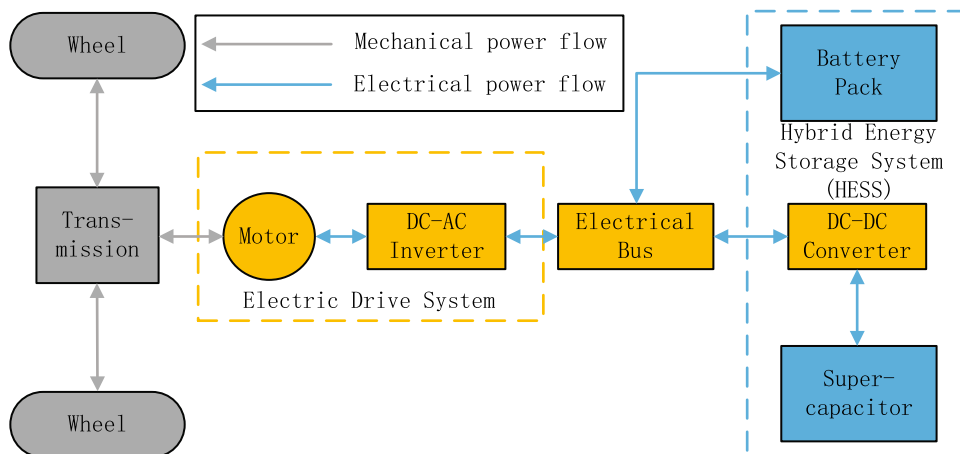 Wheel
Mechanical power flow
Electrical power flow
Battery
Pack
Hybrid Energy
Storage System
(HESS)
Trans-
mission
Motor
DC-AC
Inverter
Electric Drive System
Electrical
Bus
DC-DC
Converter
Wheel
Super-
capacitor